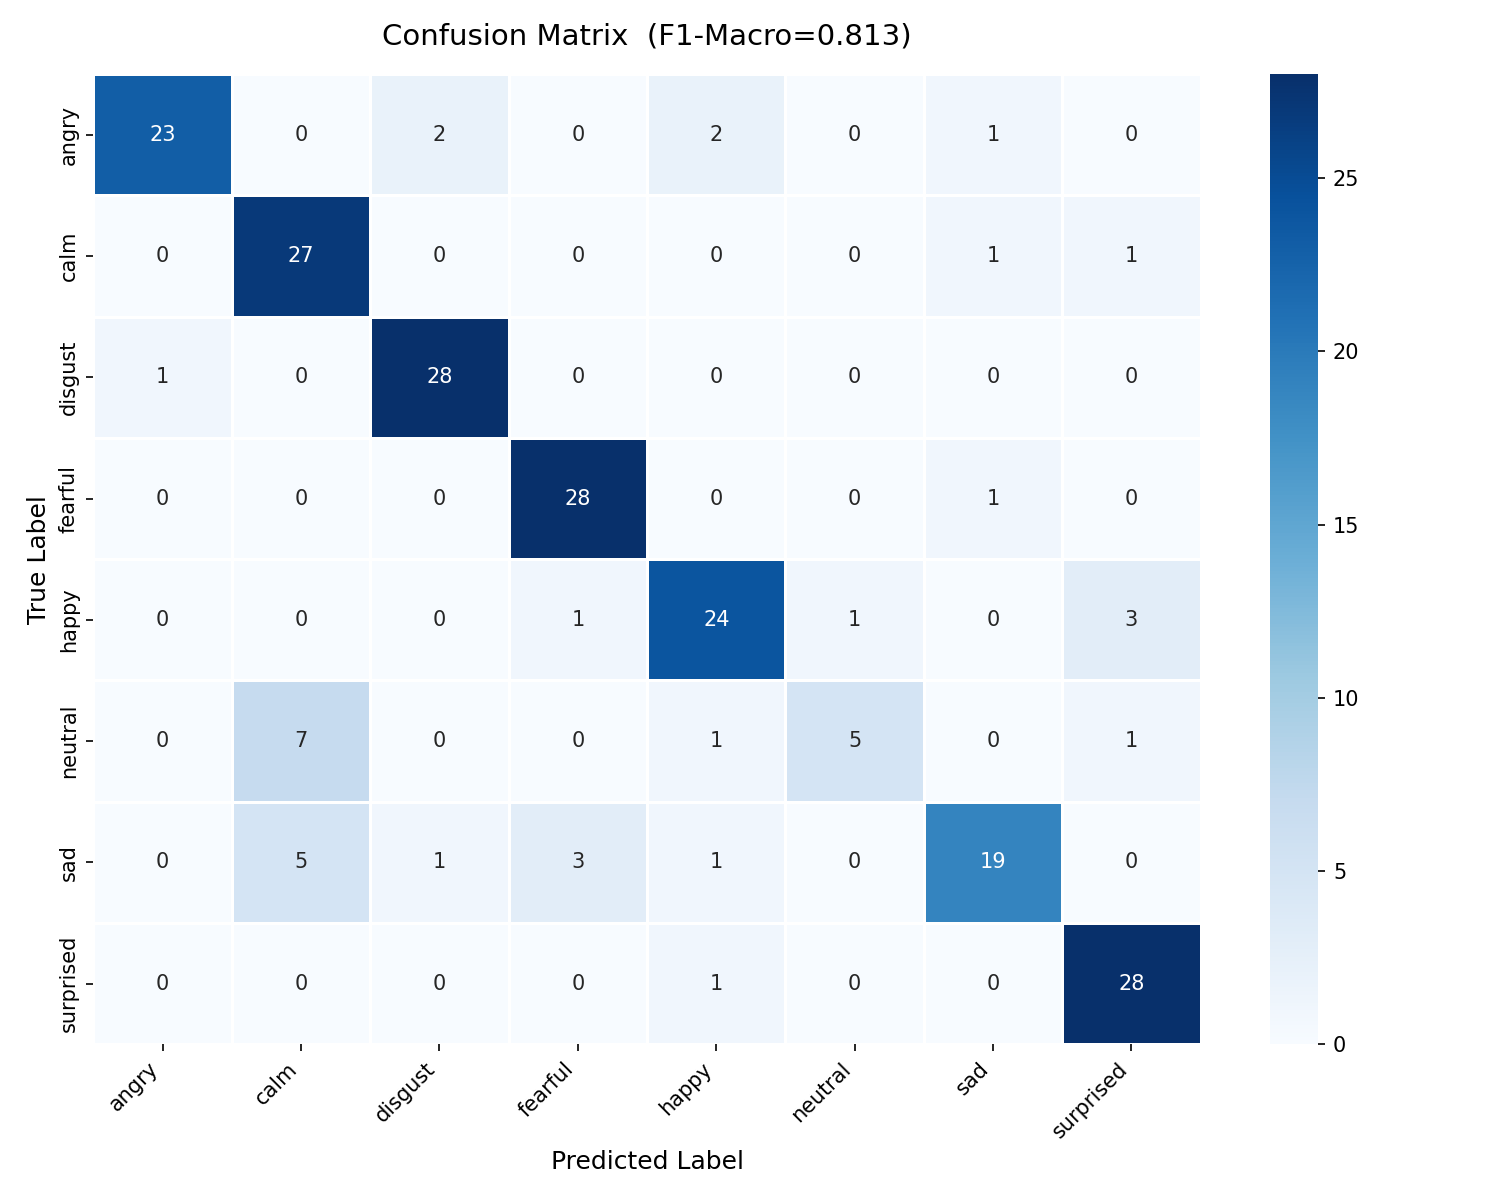 Confusion Matrix  (F1-Macro=0.813)
True Label
angry 23 0 2 0 2 0 1 0
calm 0 27 0 0 0 0 1 1
disgust 1 0 28 0 0 0 0 0
fearful 0 0 0 28 0 0 1 0
happy 0 0 0 1 24 1 0 3
neutral 0 7 0 0 1 5 0 1
sad 0 5 1 3 1 0 19 0
surprised 0 0 0 0 1 0 0 28
angry calm disgust fearful happy neutral sad surprised
Predicted Label
25
20
15
10
5
0